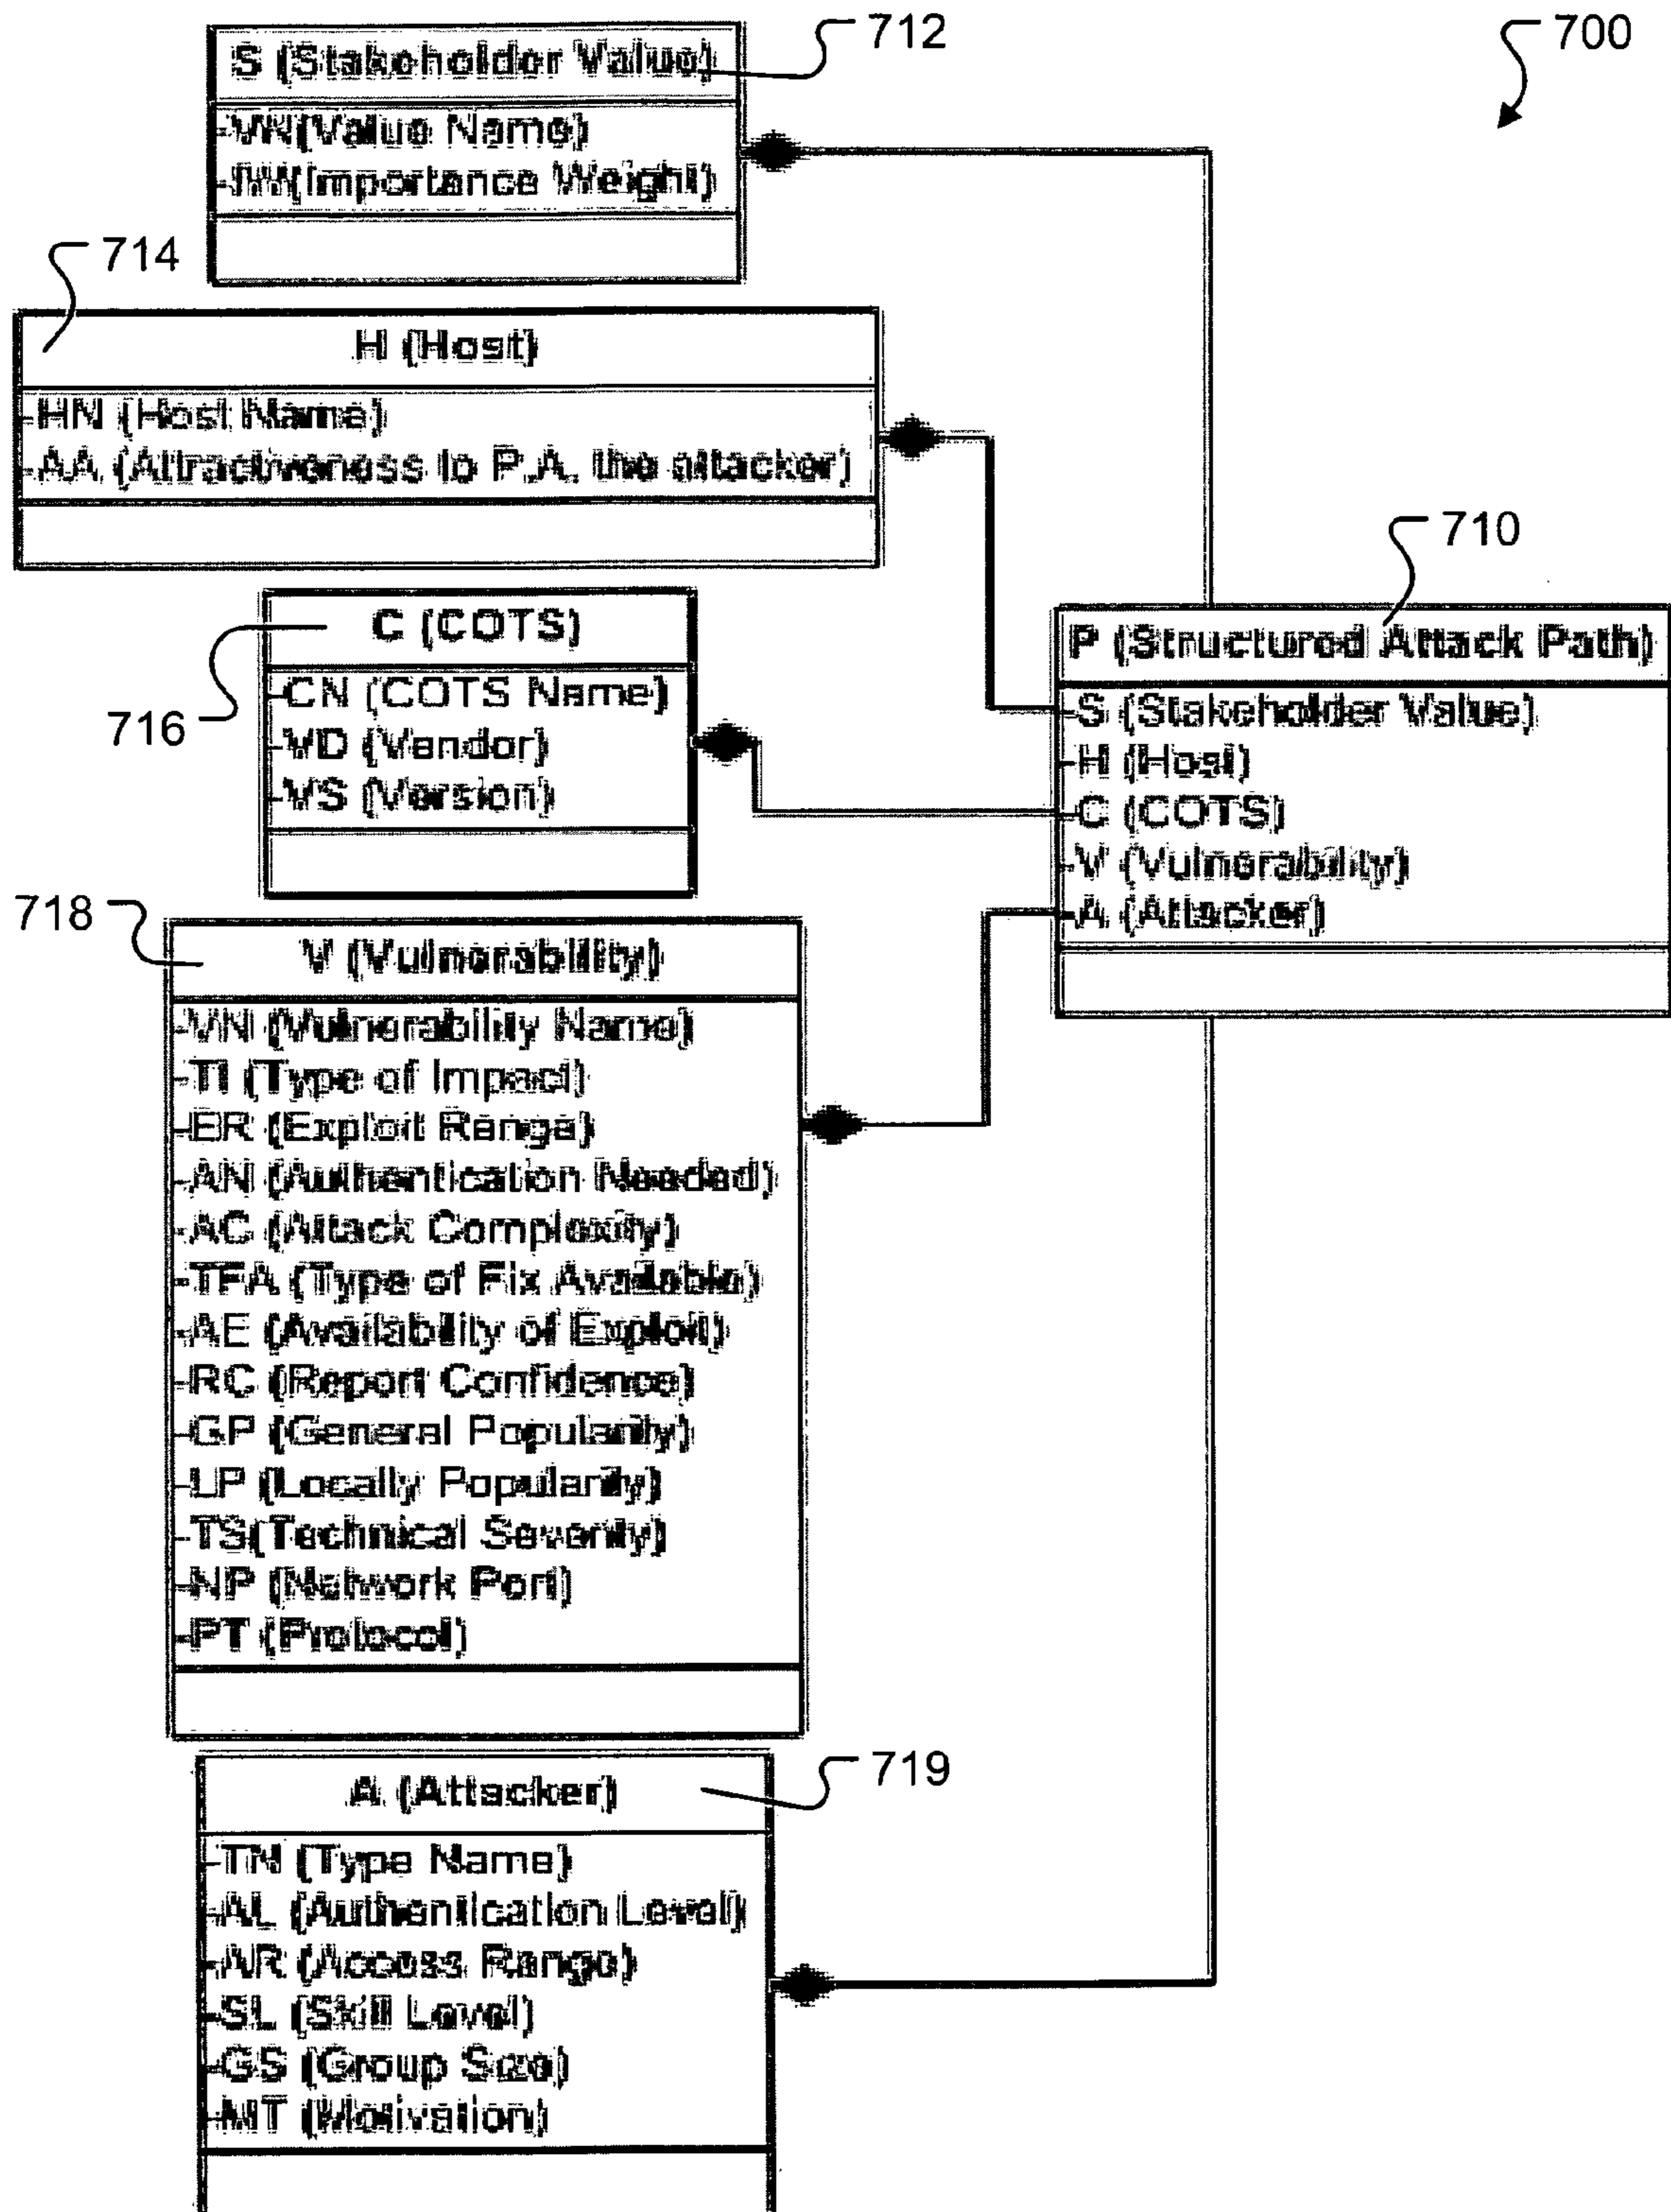 712
700
S (Stakeholder Value)
-VN(Value Name)
-IW(Importance Weight)
714
H (Host)
-HN (Host Name)
-AA (Attractiveness to P.A. the attacker)
710
C (COTS)
-CN (COTS Name)
-VD (Vendor)
-VS (Version)
716
P (Structured Attack Path)
-S (Stakeholder Value)
-H (Host)
-C (COTS)
-V (Vulnerability)
-A (Attacker)
718
V (Vulnerability)
-VN (Vulnerability Name)
-TI (Type of Impact)
-ER (Exploit Range)
-AN (Authentication Needed)
-AC (Attack Complexity)
-TFA (Type of Fix Available)
-AE (Availability of Exploit)
-RC (Report Confidence)
-GP (General Popularity)
-LP (Locally Popularity)
-TS(Technical Severity)
-NP (Network Port)
-PT (Protocol)
719
A (Attacker)
-TN (Type Name)
-AL (Authentication Level)
-AR (Access Range)
-SL (Skill Level)
-GS (Group Size)
-MT (Motivation)